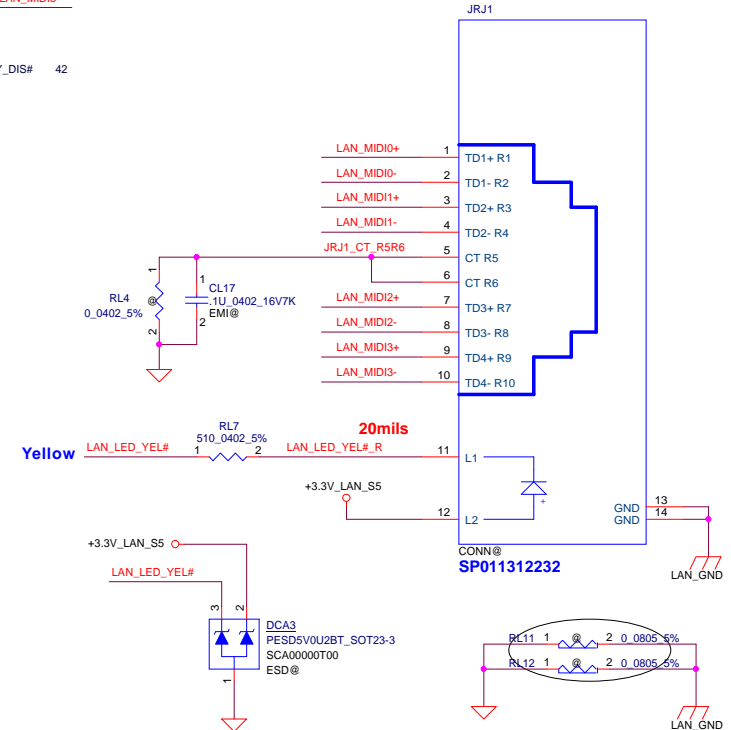 JRJ1
Y_DIS# 42
LAN_MIDI0+ 1 TD1+ R1
LAN_MIDI0- 2 TD1- R2
LAN_MIDI1+ 3 TD2+ R3
LAN_MIDI1- 4 TD2- R4
JRJ1_CT_R5R6 5 CT R5
6 CT R6
LAN_MIDI2+ 7 TD3+ R7
LAN_MIDI2- 8 TD3- R8
LAN_MIDI3+ 9 TD4+ R9
LAN_MIDI3- 10 TD4- R10
1
RL4 @
0_0402_5%
2
1
CL17
.1U_0402_16V7K
EMI@
2
20mils
RL7
510_0402_5%
Yellow LAN_LED_YEL# 1 2 LAN_LED_YEL#_R 11 L1
+
+3.3V_LAN_S5
12 L2
GND 13
GND 14
LAN_GND
CONN@
SP011312232
+3.3V_LAN_S5
LAN_LED_YEL#
3 2
DCA3
PESD5V0U2BT_SOT23-3
SCA00000T00
ESD@
1
RL11 1 @ 2 0_0805_5%
RL12 1 @ 2 0_0805_5%
LAN_GND